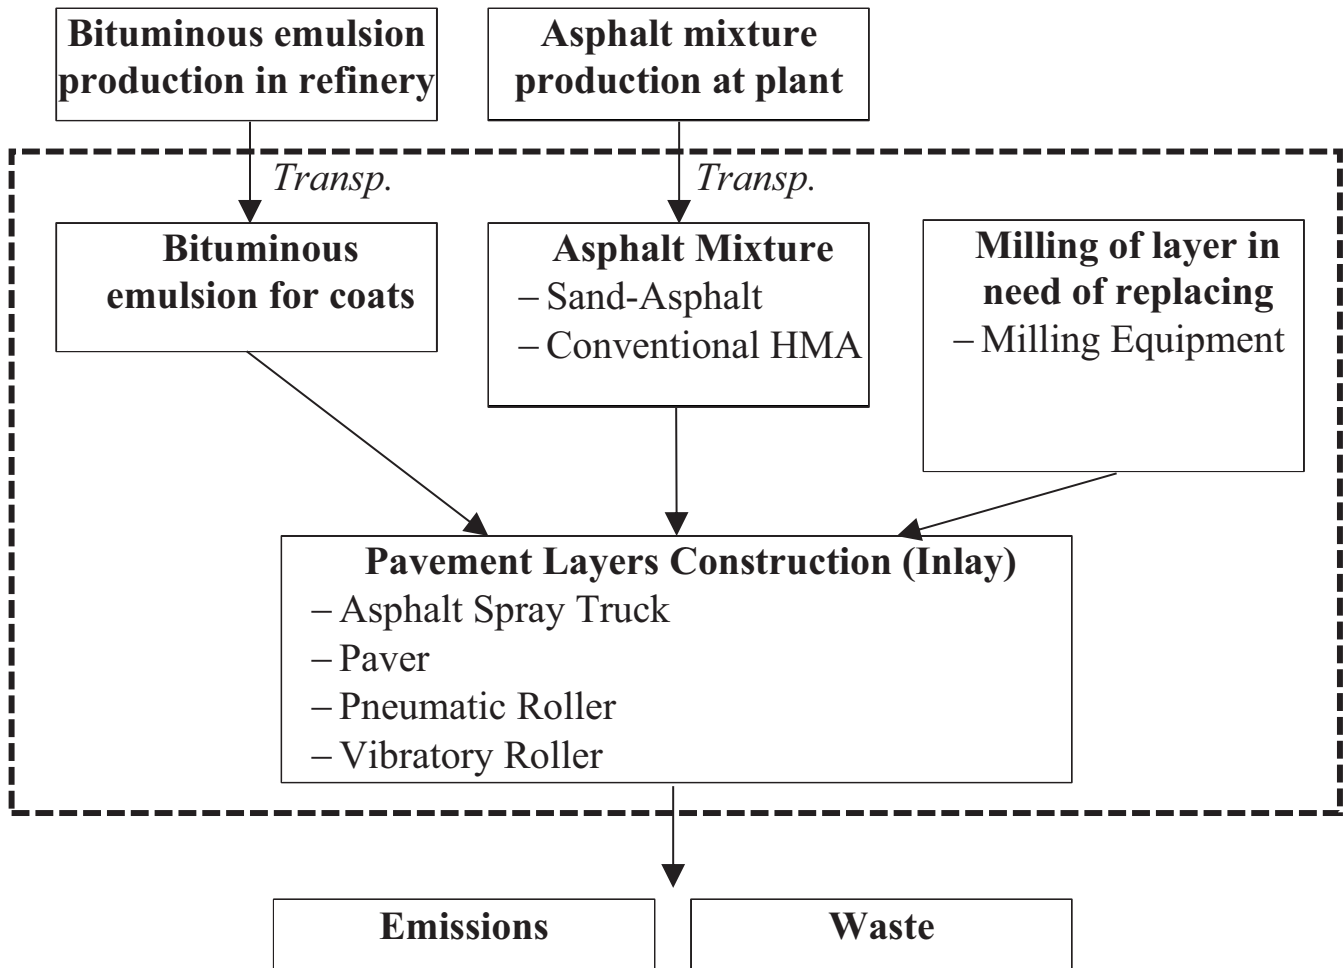 Bituminous emulsion
production in refinery
Asphalt mixture
production at plant
Transp.
Transp.
Bituminous
emulsion for coats
Asphalt Mixture
– Sand-Asphalt
– Conventional HMA
Milling of layer in
need of replacing
– Milling Equipment
Pavement Layers Construction (Inlay)
– Asphalt Spray Truck
– Paver
– Pneumatic Roller
– Vibratory Roller
Emissions
Waste